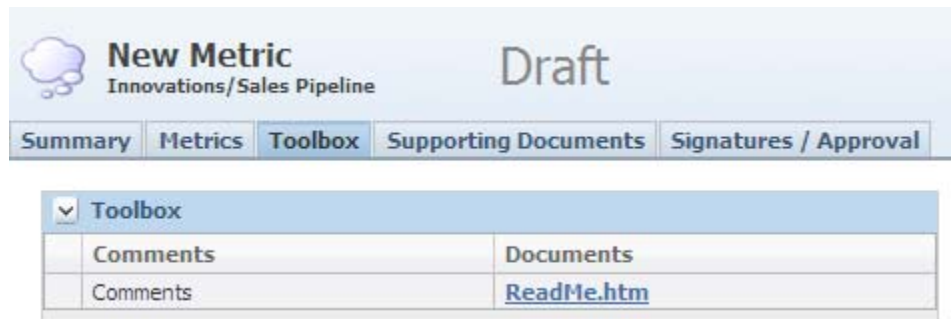 New Metric
Draft
Innovations/Sales Pipeline
Summary Metrics Toolbox Supporting Documents Signatures / Approval
Toolbox
Comments Documents
Comments ReadMe.htm